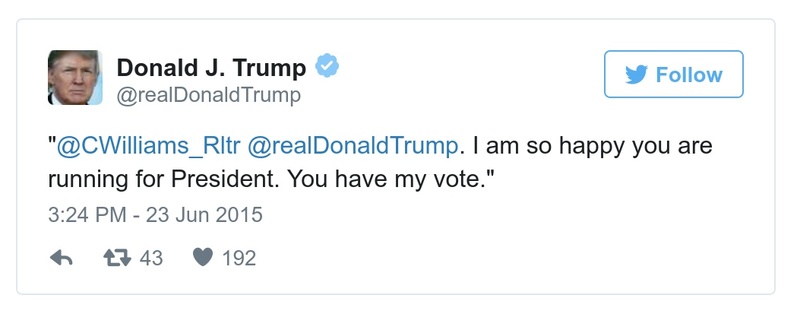 Donald J. Trump
@realDonaldTrump
Follow
"@CWilliams_Rltr @realDonaldTrump. I am so happy you are
running for President. You have my vote."
3:24 PM - 23 Jun 2015
43 192